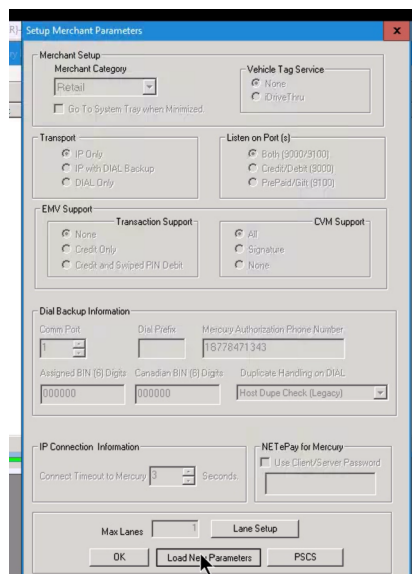 Setup Merchant Parameters
x
Merchant Setup
Merchant Category
Retail
Go To System Tray when Minimized.
Vehicle Tag Service
None
iDriveThru
Transport
IP Only
IP with DIAL Backup
DIAL Only
Listen on Port (s)
Both (9000/9100)
Credit/Debit (9000)
PrePaid/Gift (9100)
EMV Support
Transaction Support
None
Credit Only
Credit and Swiped PIN Debit
CVM Support
All
Signature
None
Dial Backup Information
Comm Port
Dial Prefix
Mercury Authorization Phone Number
1
18778471343
Assigned BIN (6) Digits
Canadian BIN (6) Digits
Duplicate Handling on DIAL
000000
000000
Host Dupe Check (Legacy)
IP Connection Information
Connect Timeout to Mercury
3
Seconds.
NETePay for Mercury
Use Client/Server Password
Max Lanes
1
Lane Setup
OK
Load New Parameters
PSCS